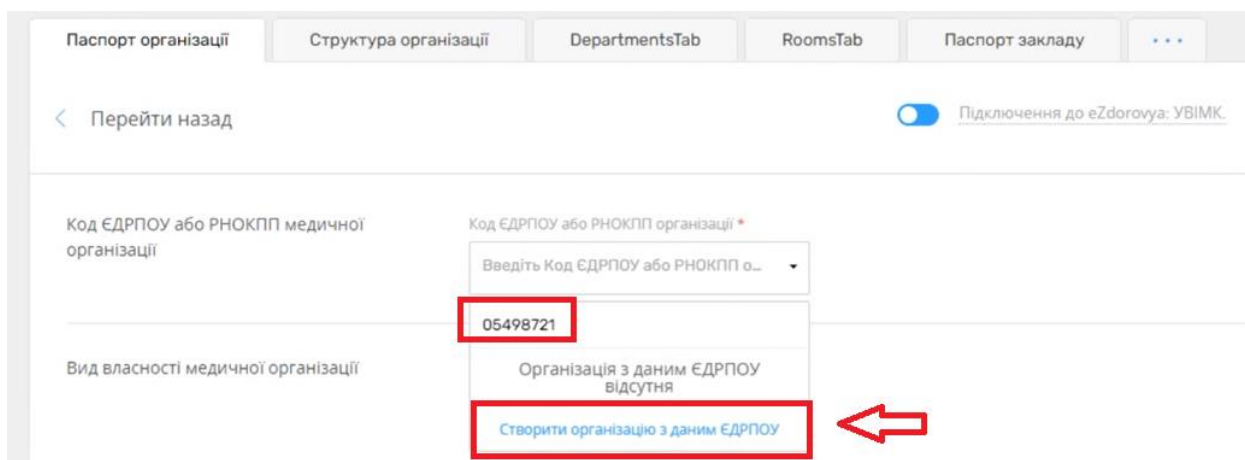 Паспорт організації
Структура організації
DepartmentsTab
RoomsTab
Паспорт закладу
...
Перейти назад
Підключення до eZdorovya: УВІМК.
Код ЄДРПОУ або РНОКПП медичної
організації
Код ЄДРПОУ або РНОКПП організації *
Введіть Код ЄДРПОУ або РНОКПП о...
05498721
Вид власності медичної організації
Організація з даним ЄДРПОУ
відсутня
Створити організацію з даним ЄДРПОУ